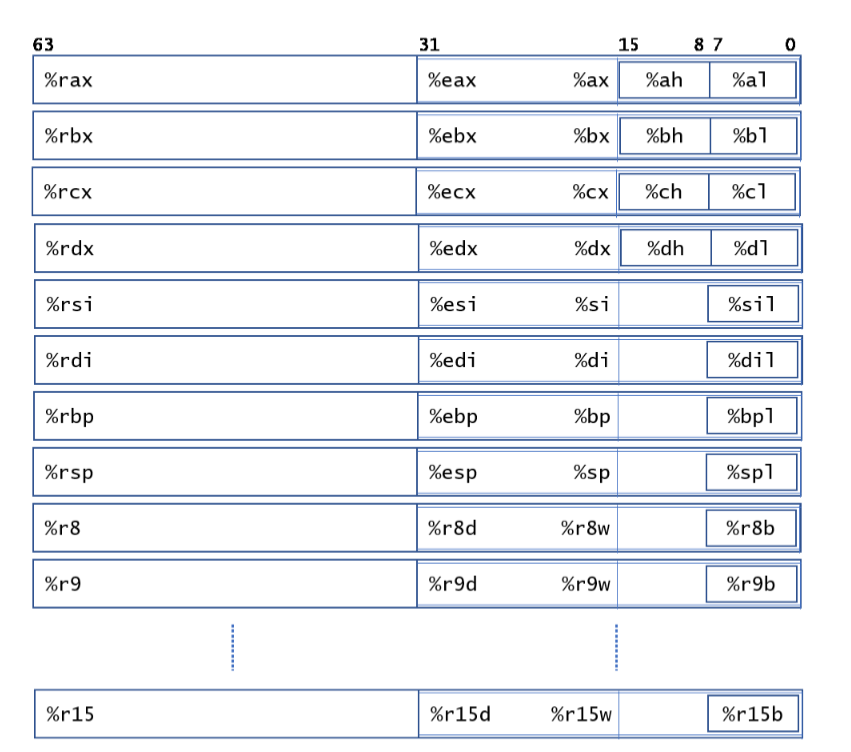 63 31 15 8 7 0
%rax %eax %ax %ah %al
%rbx %ebx %bx %bh %bl
%rcx %ecx %cx %ch %cl
%rdx %edx %dx %dh %dl
%rsi %esi %si %sil
%rdi %edi %di %dil
%rbp %ebp %bp %bpl
%rsp %esp %sp %spl
%r8 %r8d %r8w %r8b
%r9 %r9d %r9w %r9b
%r15 %r15d %r15w %r15b